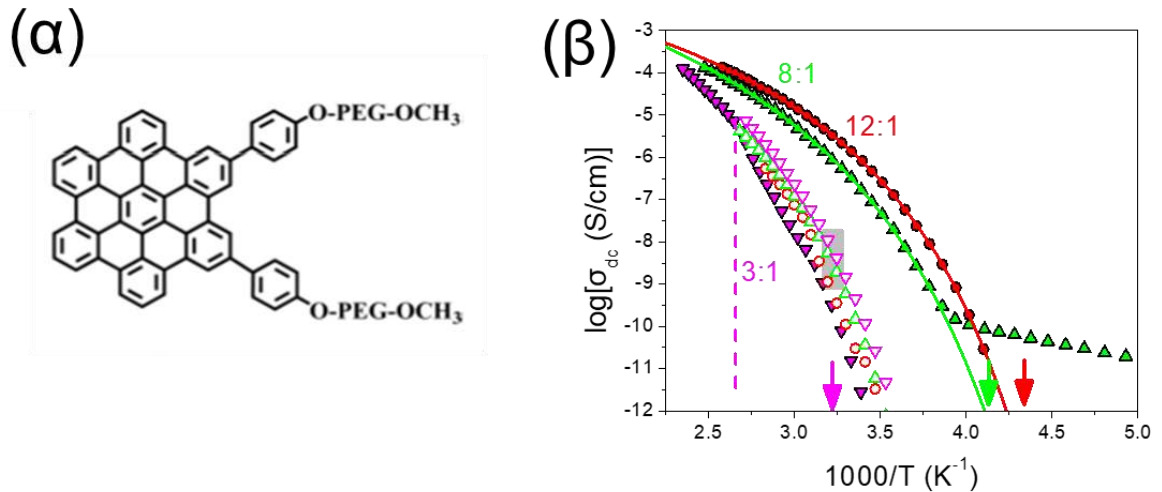 (α)
O-PEG-OCH₃
O-PEG-OCH₃
(β)
log[σ_dc (S/cm)]
-3
-4
-5
-6
-7
-8
-9
-10
-11
-12
8:1
12:1
3:1
2.5 3.0 3.5 4.0 4.5 5.0
1000/T (K⁻¹)